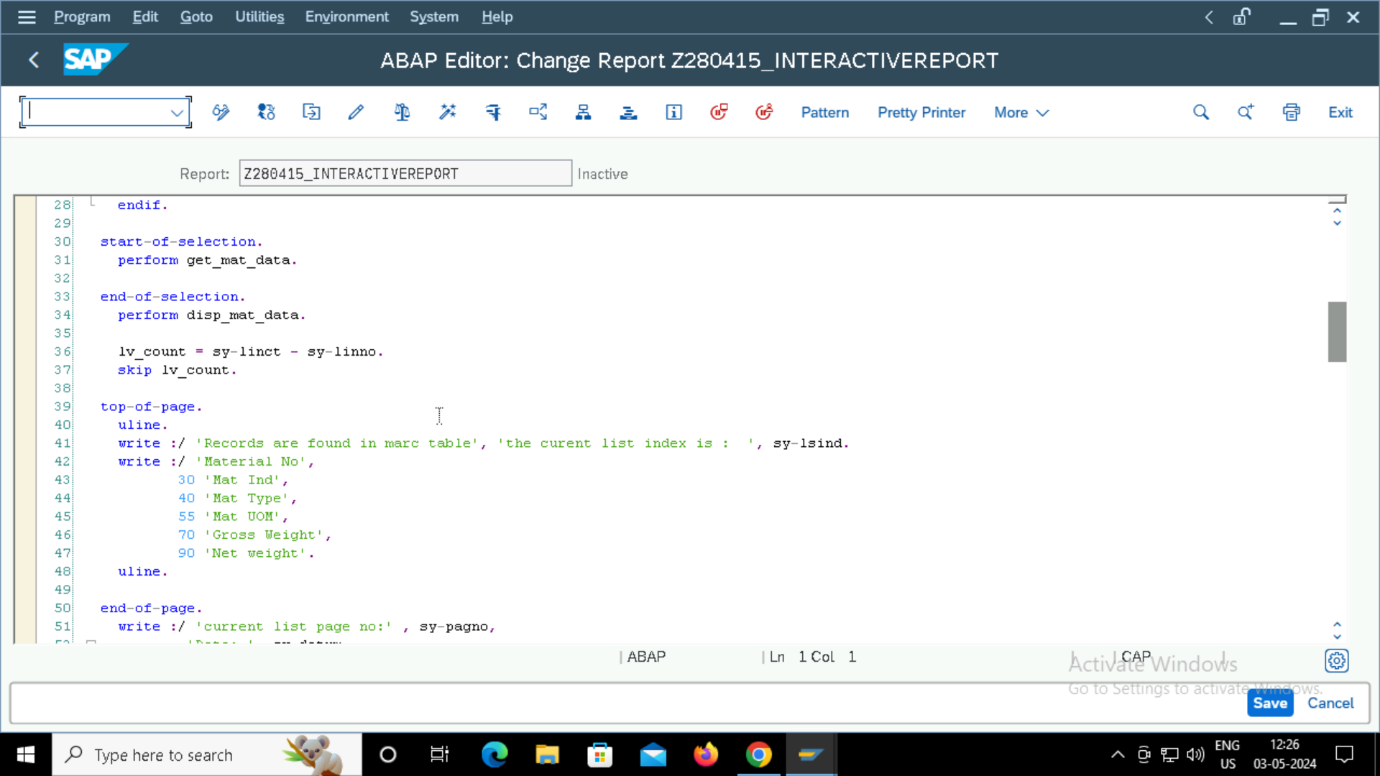 Program Edit Goto Utilities Environment System Help
SAP ABAP Editor: Change Report Z280415_INTERACTIVEREPORT
Pattern Pretty Printer More Exit
Report: Z280415_INTERACTIVEREPORT Inactive
28 endif.
29
30 start-of-selection.
31 perform get_mat_data.
32
33 end-of-selection.
34 perform disp_mat_data.
35
36 lv_count = sy-linct - sy-linno.
37 skip lv_count.
38
39 top-of-page.
40 uline.
41 write :/ 'Records are found in marc table', 'the curent list index is :  ', sy-lsind.
42 write :/ 'Material No',
43 30 'Mat Ind',
44 40 'Mat Type',
45 55 'Mat UOM',
46 70 'Gross Weight',
47 90 'Net weight'.
48 uline.
49
50 end-of-page.
51 write :/ 'current list page no:' , sy-pagno,
ABAP Ln 1 Col 1 CAP
Activate Windows
Go to Settings to activate Windows.
Save Cancel
Type here to search ENG 12:26
US 03-05-2024